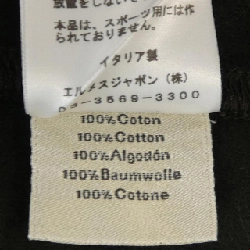 放置をしないで
本品は、スポーツ用には作
られておりません。
イタリア製
エルメスジャポン(株)
03-3569-3300
100%Coton
100%Cotton
100%Algodón
100%Baumwolle
100%Cotone